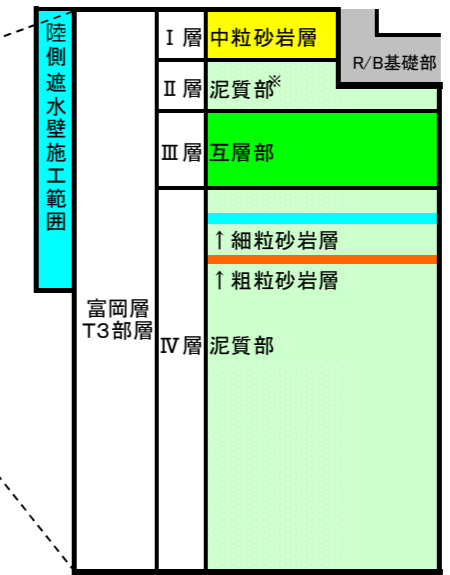 陸側遮水壁施工範囲
富岡層
T3部層
Ⅰ層
中粒砂岩層
R/B基礎部
Ⅱ層
泥質部※
Ⅲ層
互層部
↑細粒砂岩層
↑粗粒砂岩層
Ⅳ層
泥質部